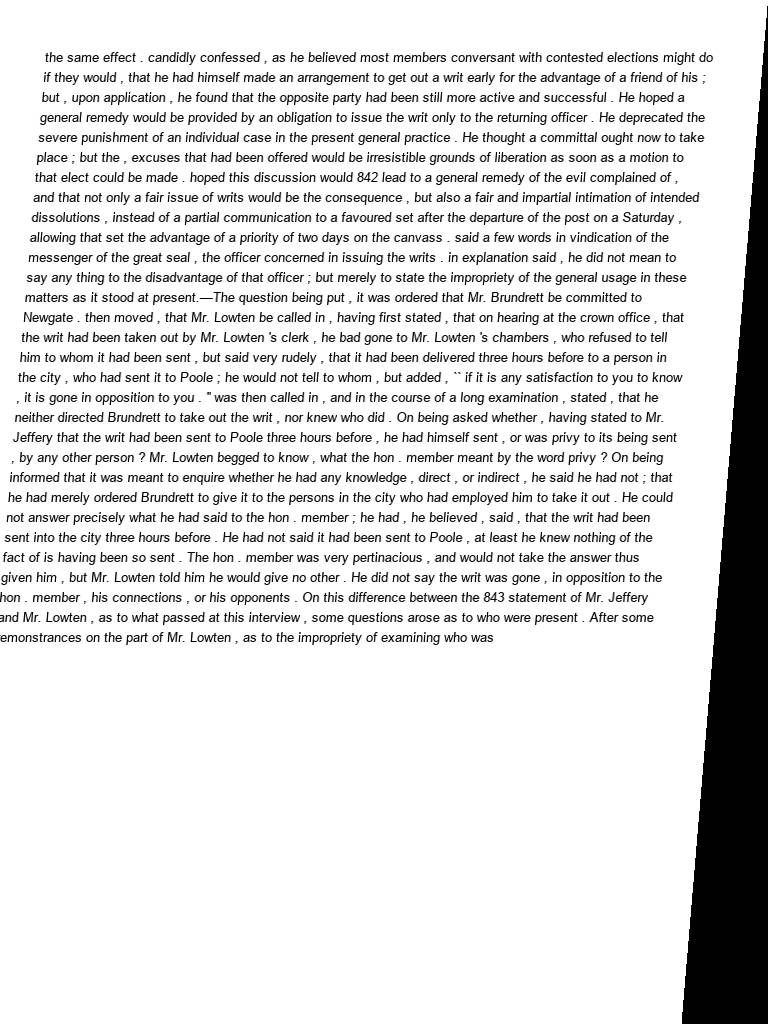 the same effect . candidly confessed , as he believed most members conversant with contested elections might do
if they would , that he had himself made an arrangement to get out a writ early for the advantage of a friend of his ;
but , upon application , he found that the opposite party had been still more active and successful . He hoped a
general remedy would be provided by an obligation to issue the writ only to the returning officer . He deprecated the
severe punishment of an individual case in the present general practice . He thought a committal ought now to take
place ; but the , excuses that had been offered would be irresistible grounds of liberation as soon as a motion to
that elect could be made . hoped this discussion would 842 lead to a general remedy of the evil complained of ,
and that not only a fair issue of writs would be the consequence , but also a fair and impartial intimation of intended
dissolutions , instead of a partial communication to a favoured set after the departure of the post on a Saturday ,
allowing that set the advantage of a priority of two days on the canvass . said a few words in vindication of the
messenger of the great seal , the officer concerned in issuing the writs . in explanation said , he did not mean to
say any thing to the disadvantage of that officer ; but merely to state the impropriety of the general usage in these
matters as it stood at present.—The question being put , it was ordered that Mr. Brundrett be committed to
Newgate . then moved , that Mr. Lowten be called in , having first stated , that on hearing at the crown office , that
the writ had been taken out by Mr. Lowten 's clerk , he bad gone to Mr. Lowten 's chambers , who refused to tell
him to whom it had been sent , but said very rudely , that it had been delivered three hours before to a person in
the city , who had sent it to Poole ; he would not tell to whom , but added , `` if it is any satisfaction to you to know
, it is gone in opposition to you . '' was then called in , and in the course of a long examination , stated , that he
neither directed Brundrett to take out the writ , nor knew who did . On being asked whether , having stated to Mr.
Jeffery that the writ had been sent to Poole three hours before , he had himself sent , or was privy to its being sent
, by any other person ? Mr. Lowten begged to know , what the hon . member meant by the word privy ? On being
informed that it was meant to enquire whether he had any knowledge , direct , or indirect , he said he had not ; that
he had merely ordered Brundrett to give it to the persons in the city who had employed him to take it out . He could
not answer precisely what he had said to the hon . member ; he had , he believed , said , that the writ had been
sent into the city three hours before . He had not said it had been sent to Poole , at least he knew nothing of the
fact of is having been so sent . The hon . member was very pertinacious , and would not take the answer thus
given him , but Mr. Lowten told him he would give no other . He did not say the writ was gone , in opposition to the
hon . member , his connections , or his opponents . On this difference between the 843 statement of Mr. Jeffery
and Mr. Lowten , as to what passed at this interview , some questions arose as to who were present . After some
emonstrances on the part of Mr. Lowten , as to the impropriety of examining who was